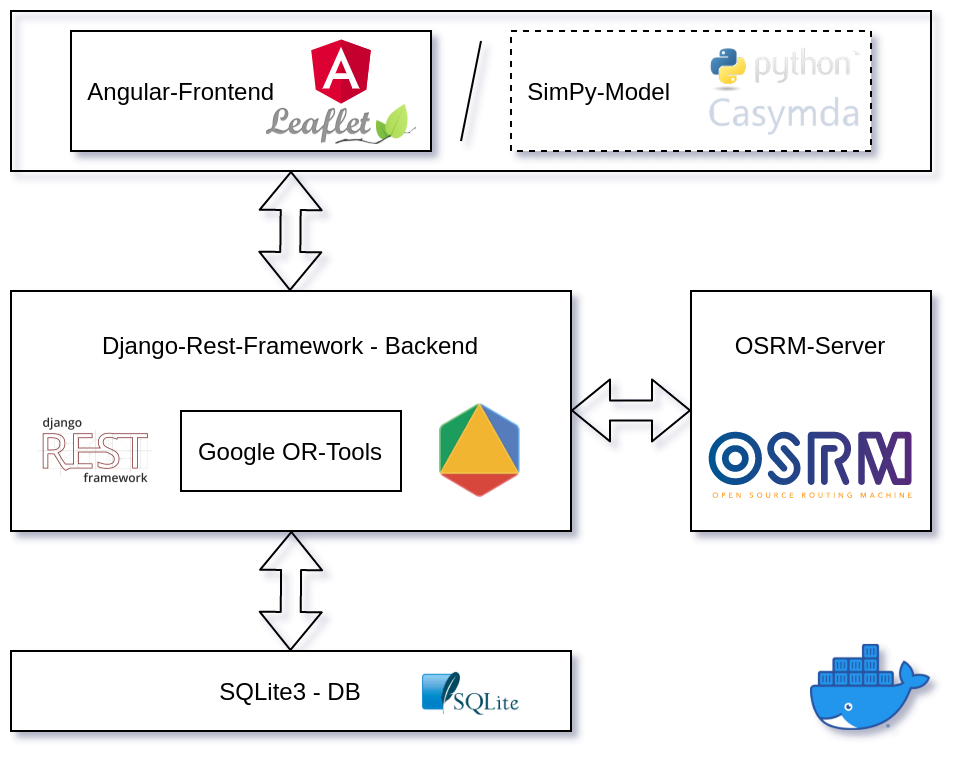 Angular-Frontend
Leaflet
SimPy-Model
python
Casymda
Django-Rest-Framework - Backend
django
REST
framework
Google OR-Tools
OSRM-Server
OSRM
OPEN SOURCE ROUTING MACHINE
SQLite3 - DB
SQLite